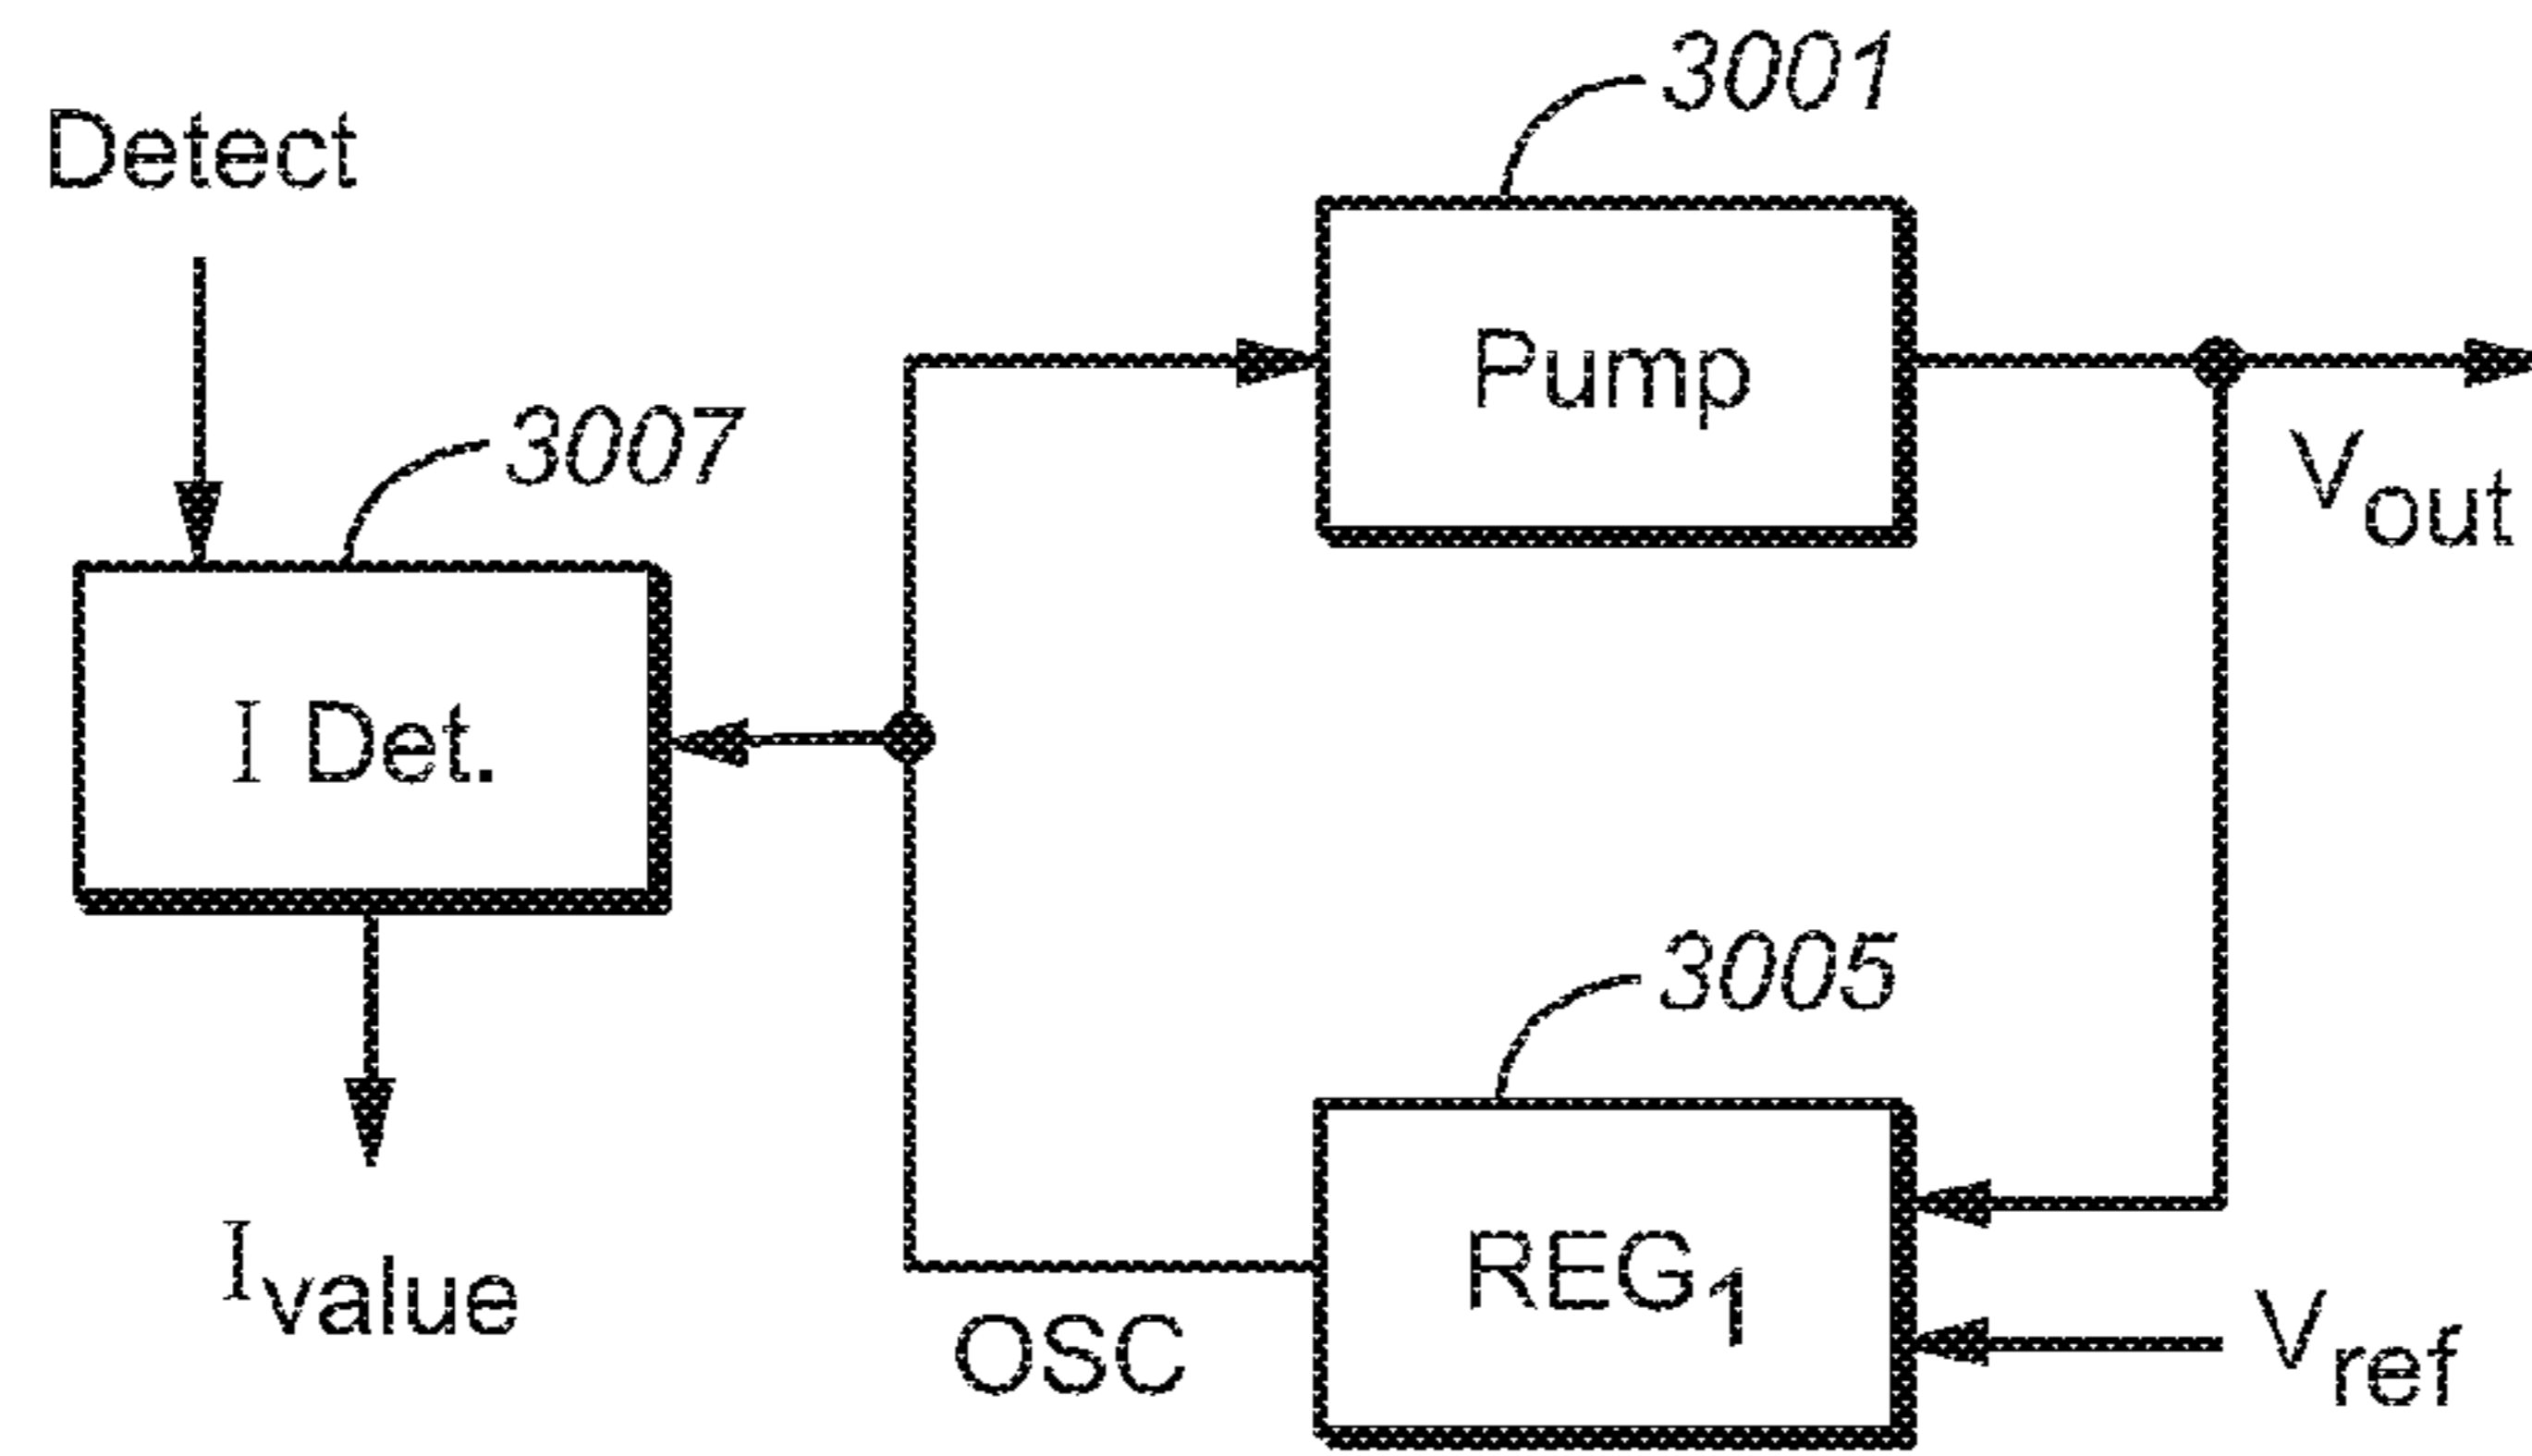 3001
Detect
Pump
3007
Vout
I Det.
3005
Ivalue
REG1
OSC
Vref